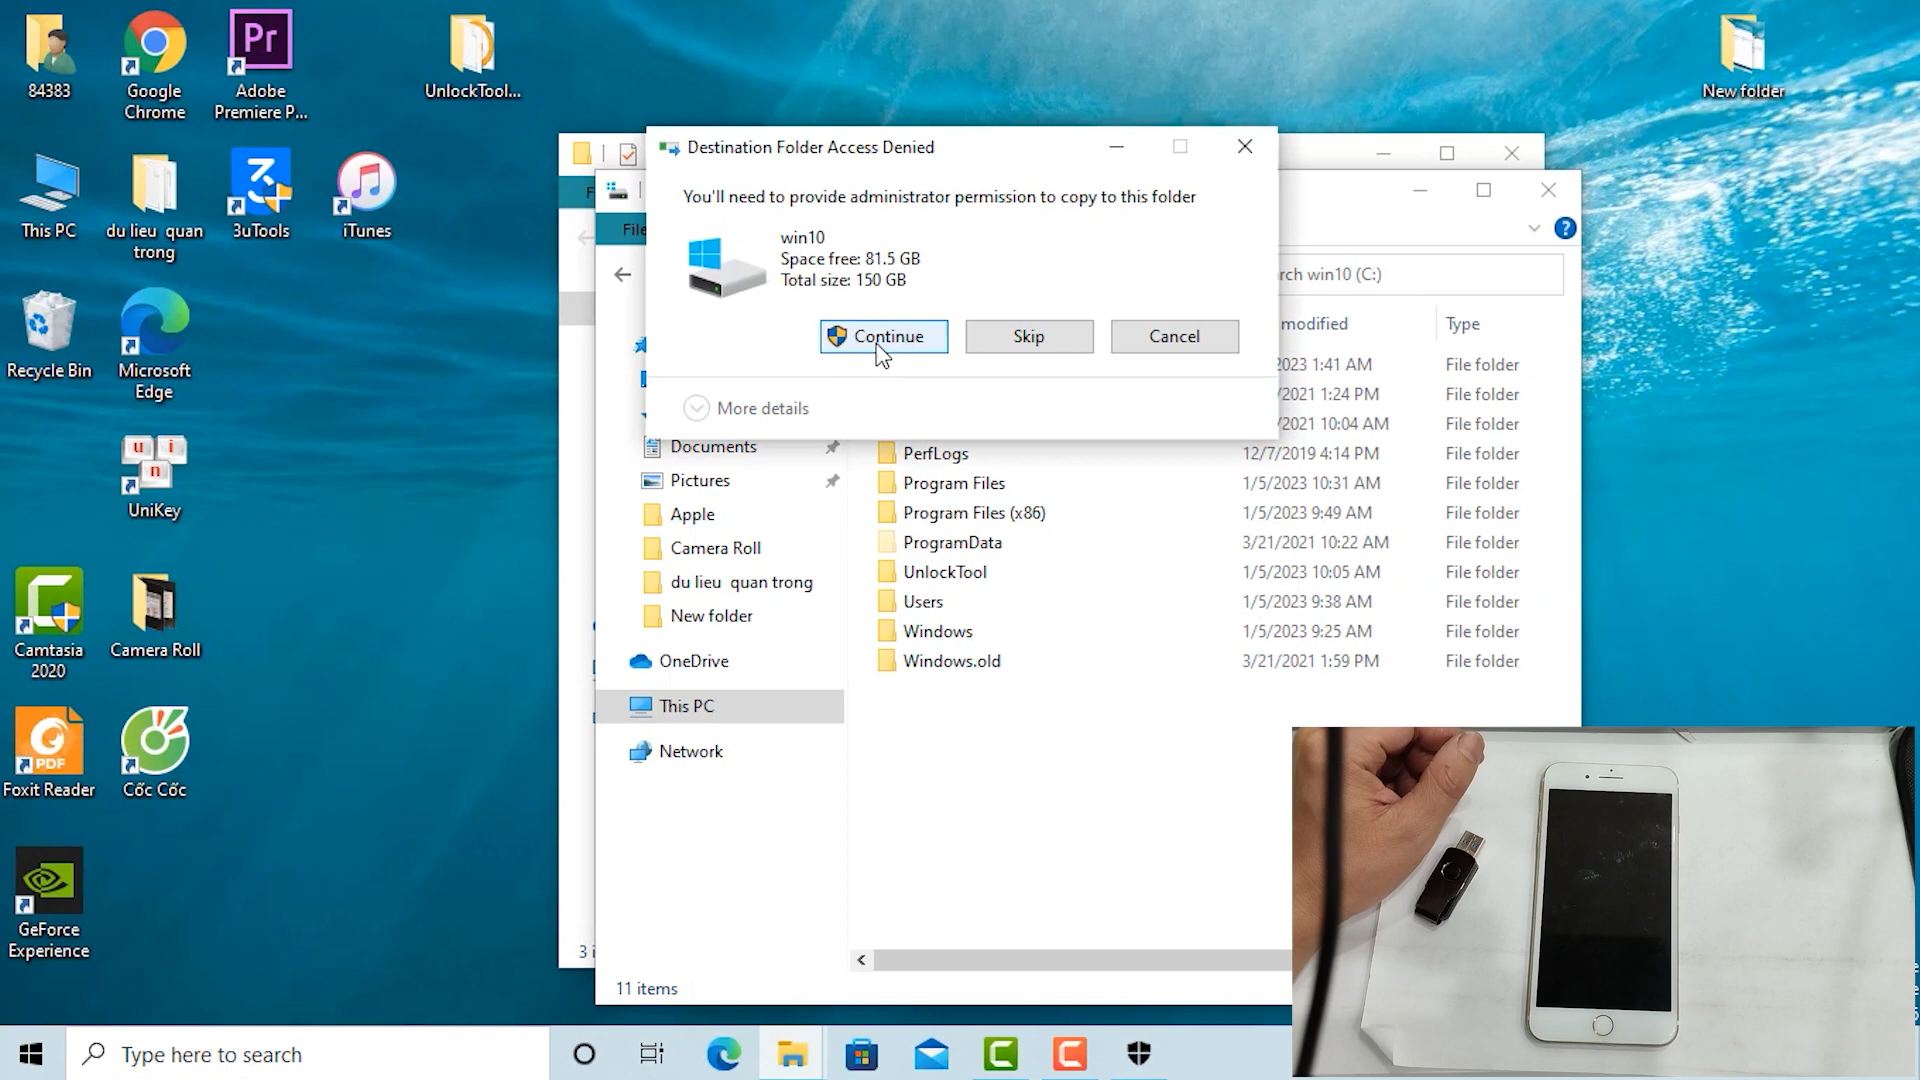 84383
Google
Chrome
Pr
Adobe
Premiere P...
UnlockTool...
New folder
This PC
du lieu quan
trong
3uTools
iTunes
Recycle Bin
Microsoft
Edge
u i
n
UniKey
Camtasia
2020
Camera Roll
PDF
Foxit Reader
Cốc Cốc
GeForce
Experience
Destination Folder Access Denied
You'll need to provide administrator permission to copy to this folder
win10
Space free: 81.5 GB
Total size: 150 GB
Continue
Skip
Cancel
More details
File
rch win10 (C:)
modified
Type
2023 1:41 AM
File folder
/2021 1:24 PM
File folder
2021 10:04 AM
File folder
Documents
Pictures
Apple
Camera Roll
du lieu quan trong
New folder
OneDrive
This PC
Network
PerfLogs
12/7/2019 4:14 PM
File folder
Program Files
1/5/2023 10:31 AM
File folder
Program Files (x86)
1/5/2023 9:49 AM
File folder
ProgramData
3/21/2021 10:22 AM
File folder
UnlockTool
1/5/2023 10:05 AM
File folder
Users
1/5/2023 9:38 AM
File folder
Windows
1/5/2023 9:25 AM
File folder
Windows.old
3/21/2021 1:59 PM
File folder
3 i
11 items
Type here to search